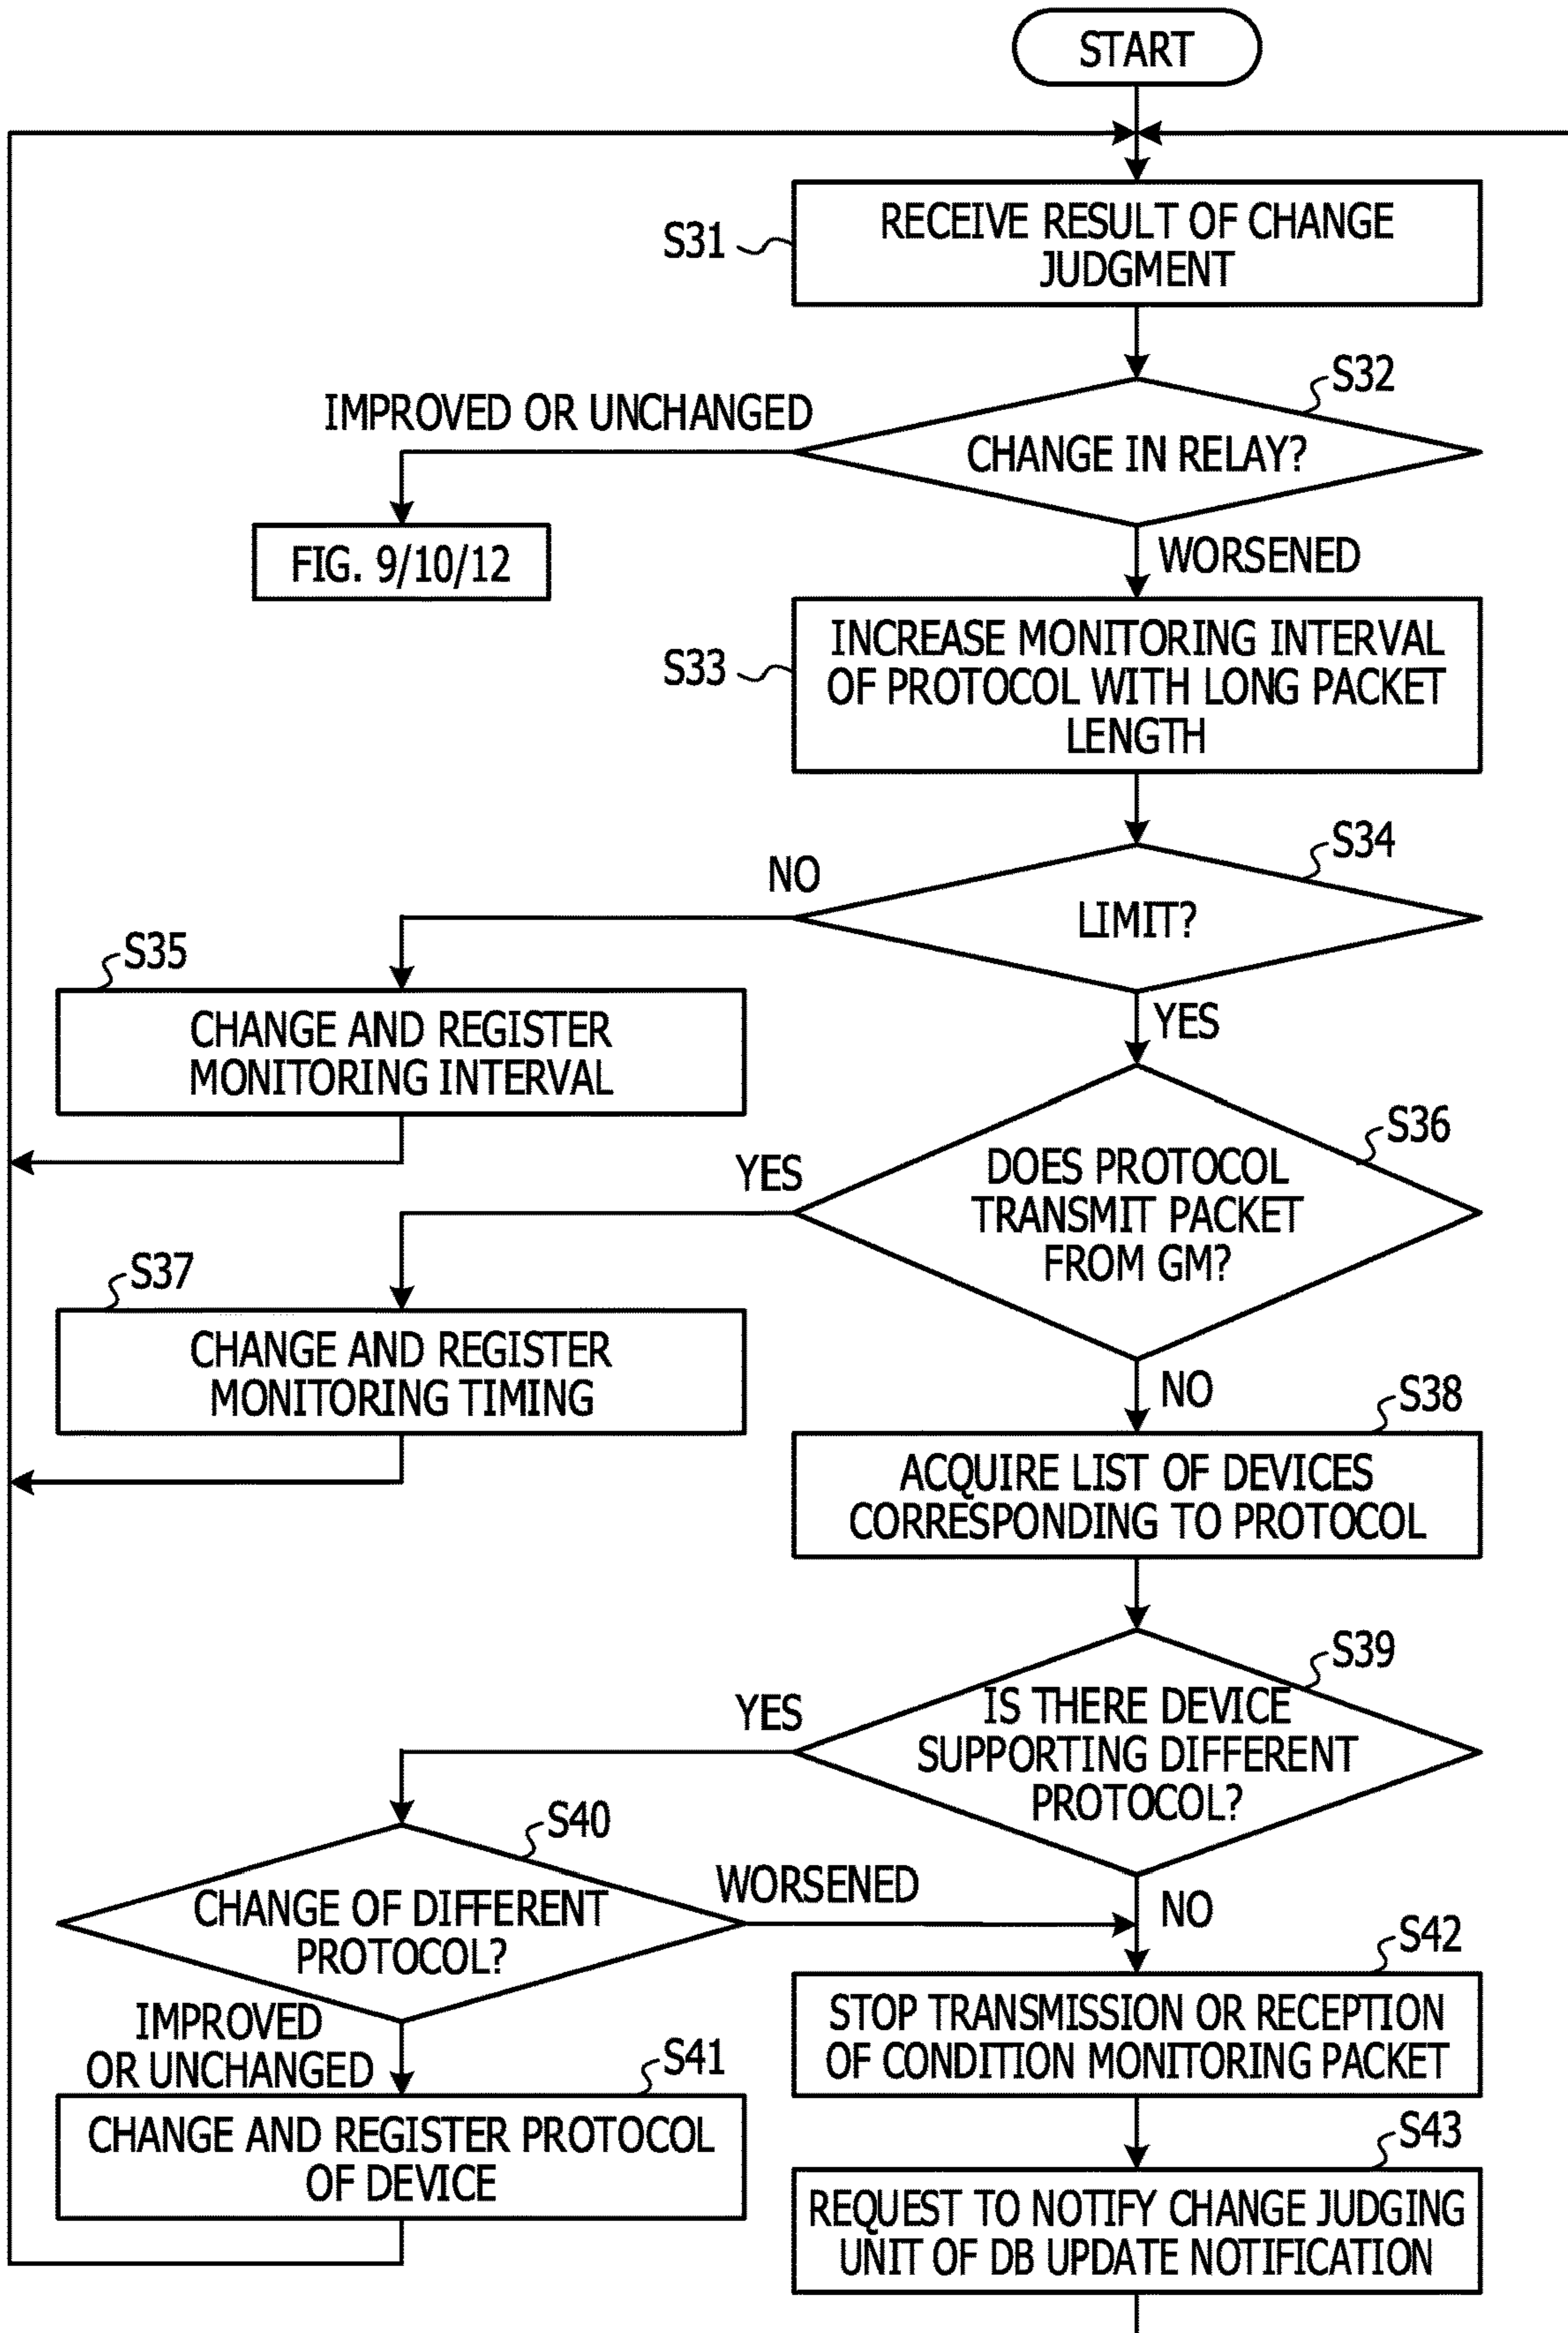 START
S31
RECEIVE RESULT OF CHANGE
JUDGMENT
S32
IMPROVED OR UNCHANGED
CHANGE IN RELAY?
FIG. 9/10/12
WORSENED
S33
INCREASE MONITORING INTERVAL
OF PROTOCOL WITH LONG PACKET
LENGTH
S34
NO
LIMIT?
S35
CHANGE AND REGISTER
MONITORING INTERVAL
YES
S36
YES
DOES PROTOCOL
TRANSMIT PACKET
FROM GM?
S37
CHANGE AND REGISTER
MONITORING TIMING
NO
S38
ACQUIRE LIST OF DEVICES
CORRESPONDING TO PROTOCOL
S39
YES
IS THERE DEVICE
SUPPORTING DIFFERENT
PROTOCOL?
S40
WORSENED
CHANGE OF DIFFERENT
PROTOCOL?
NO
IMPROVED
OR UNCHANGED
S41
CHANGE AND REGISTER PROTOCOL
OF DEVICE
S42
STOP TRANSMISSION OR RECEPTION
OF CONDITION MONITORING PACKET
S43
REQUEST TO NOTIFY CHANGE JUDGING
UNIT OF DB UPDATE NOTIFICATION